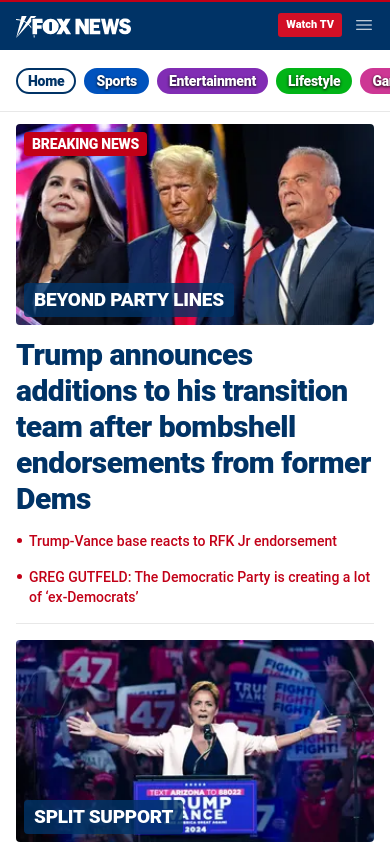 FOX NEWS
Watch TV
Home
Sports
Entertainment
Lifestyle
Ga
BREAKING NEWS
BEYOND PARTY LINES
Trump announces
additions to his transition
team after bombshell
endorsements from former
Dems
Trump-Vance base reacts to RFK Jr endorsement
GREG GUTFELD: The Democratic Party is creating a lot
of ‘ex-Democrats’
47
FIGHT!
47
FIGHT!
FIGHT!
FIGHT!
TEXT ARIZONA TO 88022
TRUMP
VANCE
2024
SPLIT SUPPORT